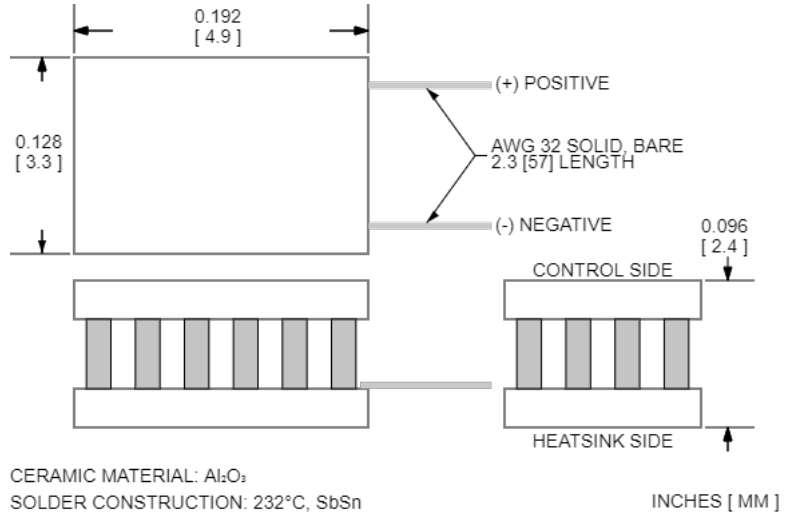 0.192
[ 4.9 ]
(+) POSITIVE
0.128
[ 3.3 ]
AWG 32 SOLID, BARE
2.3 [57] LENGTH
(-) NEGATIVE
0.096
[ 2.4 ]
CONTROL SIDE
HEATSINK SIDE
CERAMIC MATERIAL: Al₂O₃
SOLDER CONSTRUCTION: 232°C, SbSn
INCHES [ MM ]